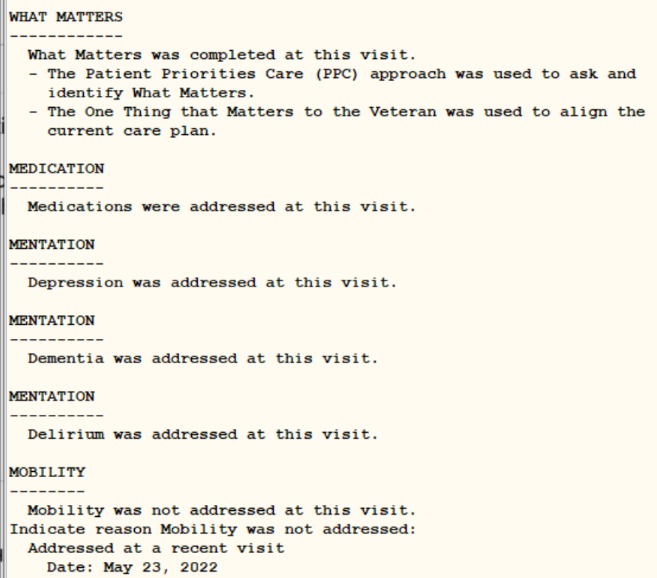 WHAT MATTERS
------------
What Matters was completed at this visit.
- The Patient Priorities Care (PPC) approach was used to ask and
identify What Matters.
- The One Thing that Matters to the Veteran was used to align the
current care plan.
MEDICATION
----------
Medications were addressed at this visit.
MENTATION
----------
Depression was addressed at this visit.
MENTATION
----------
Dementia was addressed at this visit.
MENTATION
----------
Delirium was addressed at this visit.
MOBILITY
--------
Mobility was not addressed at this visit.
Indicate reason Mobility was not addressed:
Addressed at a recent visit
Date: May 23, 2022